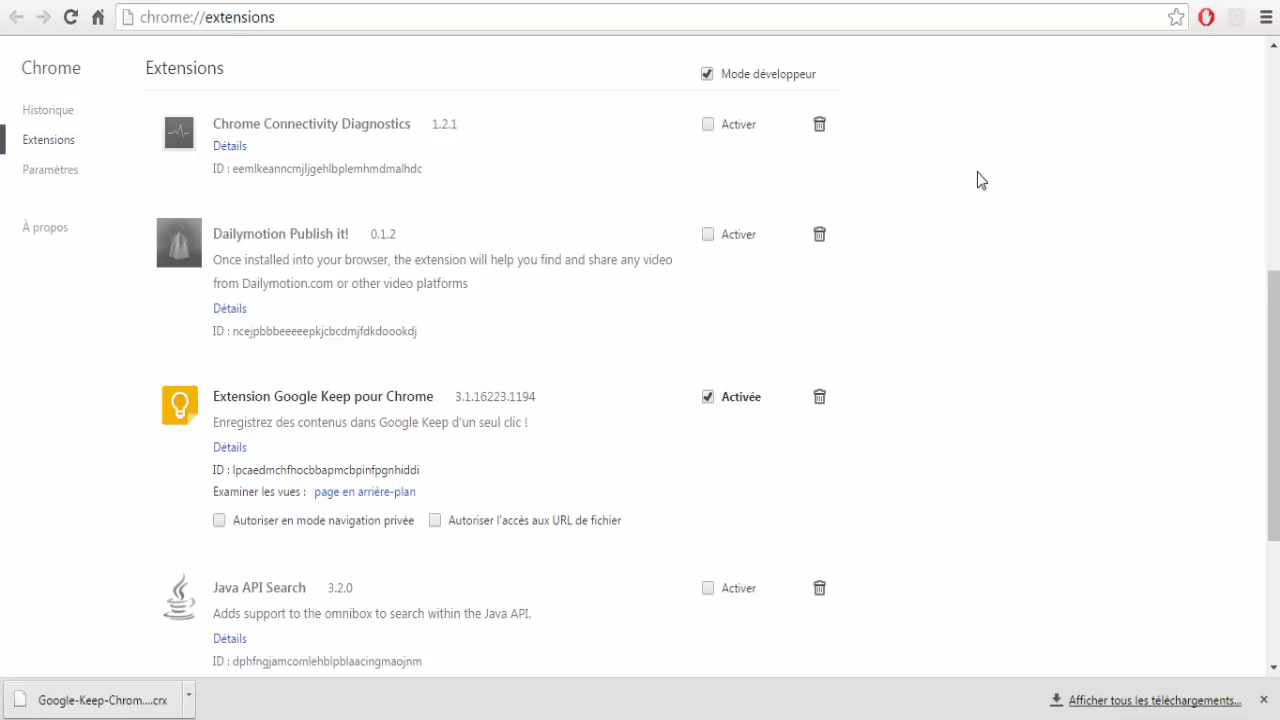 chrome://extensions
Chrome
Extensions
Mode développeur
Historique
Extensions
Paramètres
À propos
Chrome Connectivity Diagnostics 1.2.1
Activer
Détails
ID : eemlkeanncmjljgehlbplemhmdmalhdc
Dailymotion Publish it! 0.1.2
Activer
Once installed into your browser, the extension will help you find and share any video
from Dailymotion.com or other video platforms
Détails
ID : ncejpbbbeeeeepkjcbcdmjfdkdoookdj
Extension Google Keep pour Chrome 3.1.16223.1194
Activée
Enregistrez des contenus dans Google Keep d'un seul clic !
Détails
ID : lpcaedmchfhocbbapmcbpinfpgnhiddi
Examiner les vues : page en arrière-plan
Autoriser en mode navigation privée Autoriser l'accès aux URL de fichier
Java API Search 3.2.0
Activer
Adds support to the omnibox to search within the Java API.
Détails
ID : dphfngjamcomlehblpblaacingmaojnm
Google-Keep-Chrom....crx
Afficher tous les téléchargements...